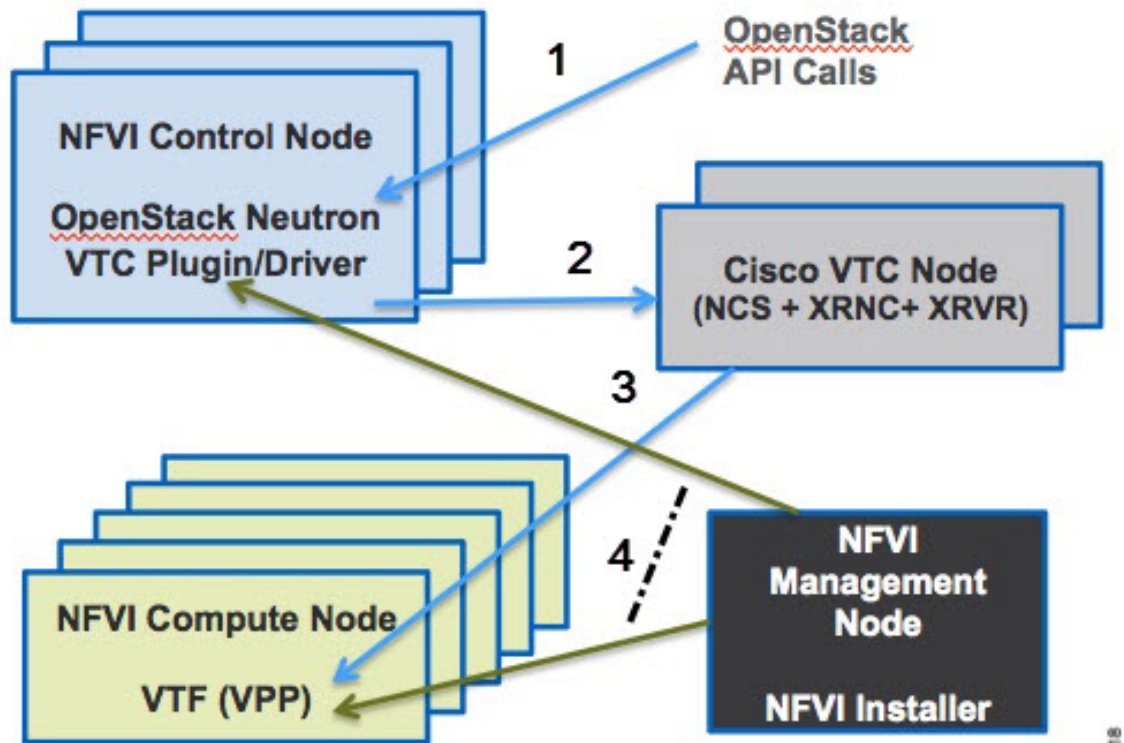 OpenStack
API Calls
1
NFVI Control Node
OpenStack Neutron
VTC Plugin/Driver
2
Cisco VTC Node
(NCS + XRNC+ XRVR)
3
4
NFVI Compute Node
VTF (VPP)
NFVI
Management
Node
NFVI Installer